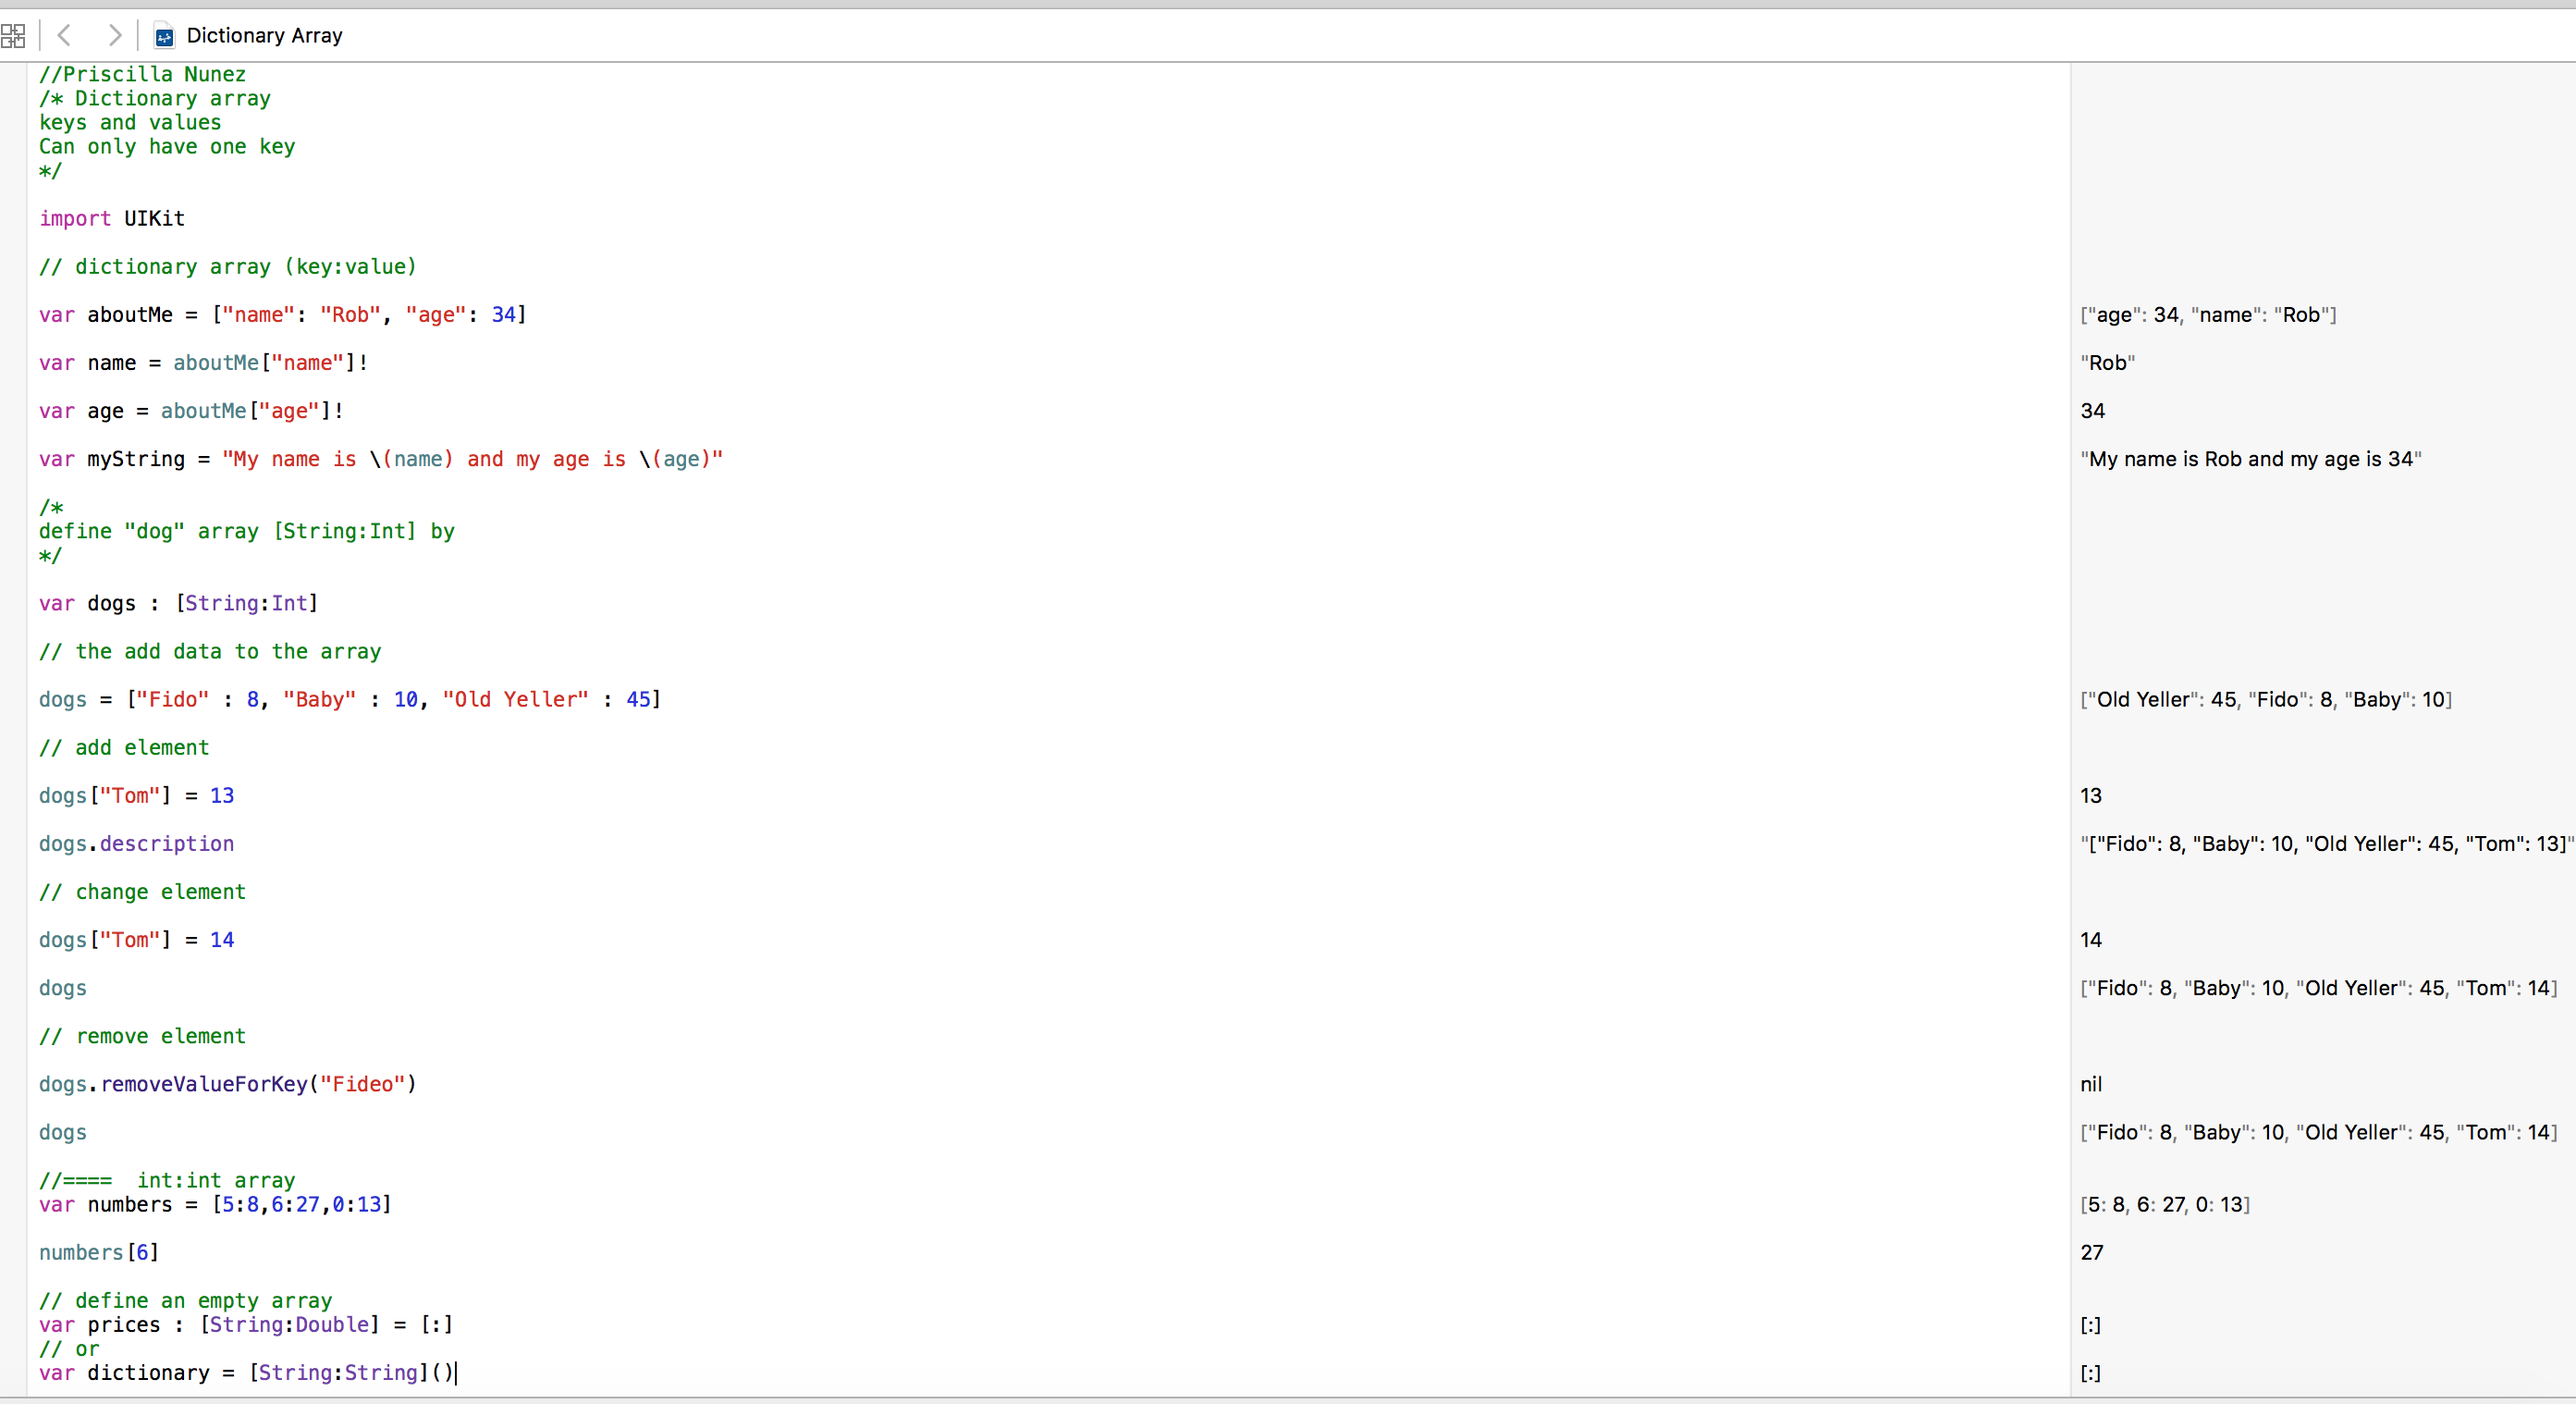 Dictionary Array
//Priscilla Nunez
/* Dictionary array
keys and values
Can only have one key
*/
import UIKit
// dictionary array (key:value)
var aboutMe = ["name": "Rob", "age": 34] ["age": 34, "name": "Rob"]
var name = aboutMe["name"]! "Rob"
var age = aboutMe["age"]! 34
var myString = "My name is \(name) and my age is \(age)" "My name is Rob and my age is 34"
/*
define "dog" array [String:Int] by
*/
var dogs : [String:Int]
// the add data to the array
dogs = ["Fido" : 8, "Baby" : 10, "Old Yeller" : 45] ["Old Yeller": 45, "Fido": 8, "Baby": 10]
// add element
dogs["Tom"] = 13 13
dogs.description "["Fido": 8, "Baby": 10, "Old Yeller": 45, "Tom": 13]"
// change element
dogs["Tom"] = 14 14
dogs ["Fido": 8, "Baby": 10, "Old Yeller": 45, "Tom": 14]
// remove element
dogs.removeValueForKey("Fideo") nil
dogs ["Fido": 8, "Baby": 10, "Old Yeller": 45, "Tom": 14]
//==== int:int array
var numbers = [5:8,6:27,0:13] [5: 8, 6: 27, 0: 13]
numbers[6] 27
// define an empty array
var prices : [String:Double] = [:] [:]
// or
var dictionary = [String:String]() [:]